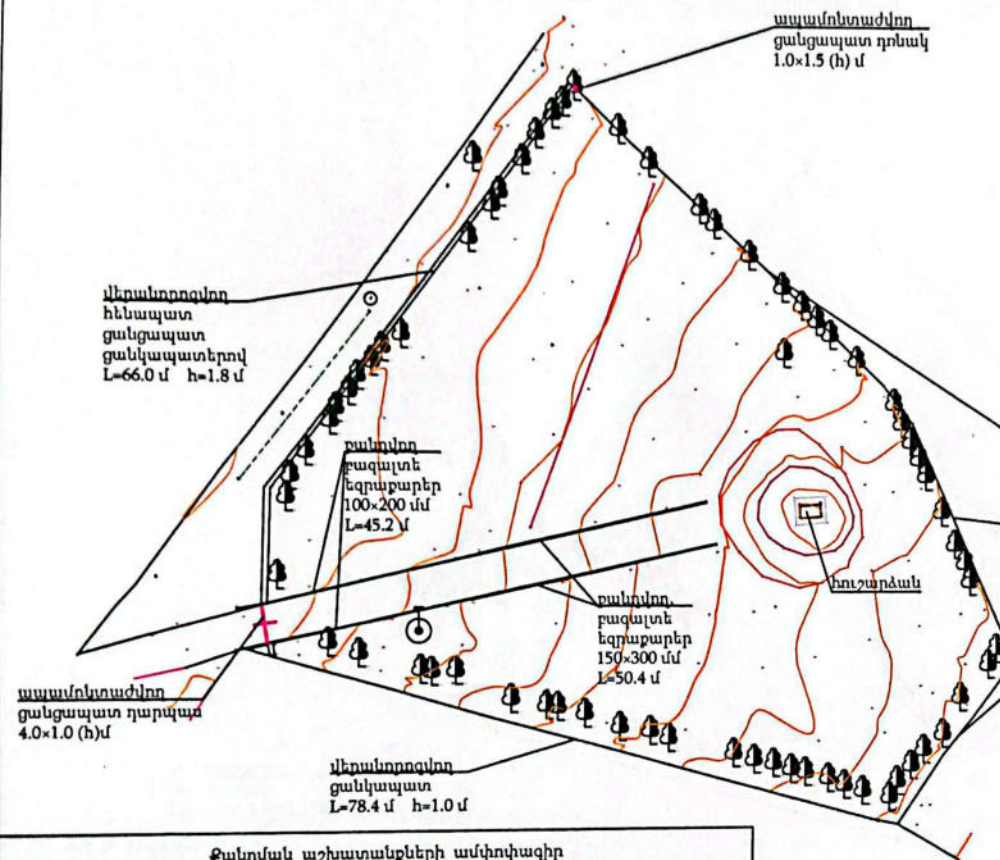 ապամոնտաժվող
ցանցապատ դռնակ
1.0×1.5 (h) մ
վերանորոգվող
հենապատ
ցանցապատ
ցանկապատերով
L=66.0 մ h=1.8 մ
քանդվող
բազալտե
եզրաքարեր
100×200 մմ
L=45.2 մ
հուշարձան
քանդվող
բազալտե
եզրաքարեր
150×300 մմ
L=50.4 մ
ապամոնտաժվող
ցանցապատ դարպաս
4.0×1.0 (h)մ
վերանորոգվող
ցանկապատ
L=78.4 մ h=1.0 մ
Քանդման աշխատանքների ամփոփագիր